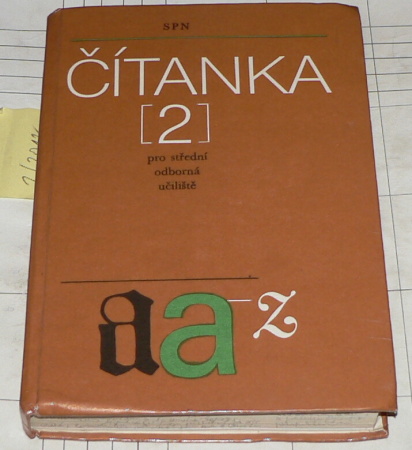 SPN
ČÍTANKA
[2]
pro střední
odborná
učiliště
a a – z